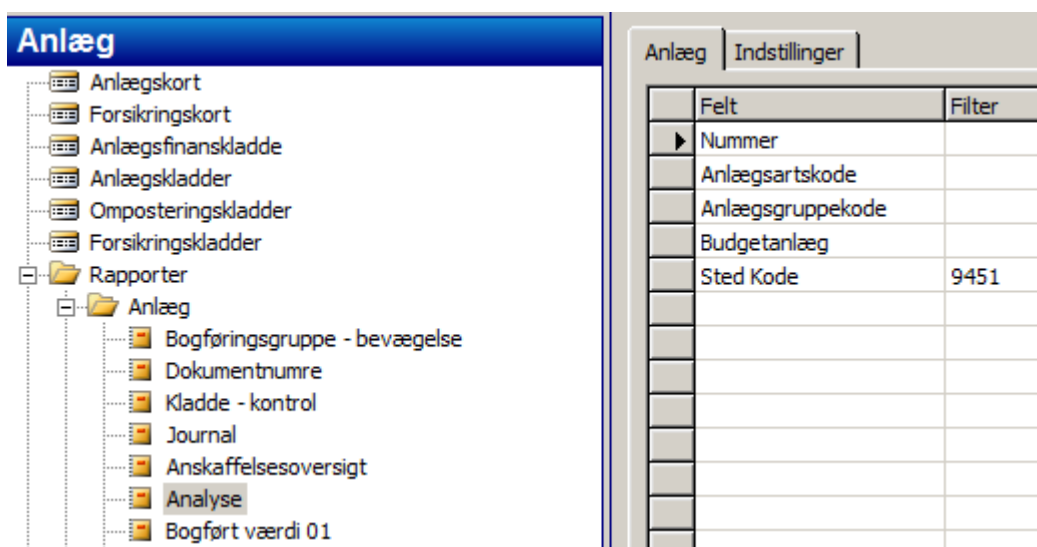 Anlæg
Anlægskort
Forsikringskort
Anlægsfinanskladde
Anlægskladder
Omposteringskladder
Forsikringskladder
Rapporter
Anlæg
Bogføringsgruppe - bevægelse
Dokumentnumre
Kladde - kontrol
Journal
Anskaffelsesoversigt
Analyse
Bogført værdi 01
Anlæg Indstillinger
Felt Filter
Nummer
Anlægsartskode
Anlægsgruppekode
Budgetanlæg
Sted Kode 9451